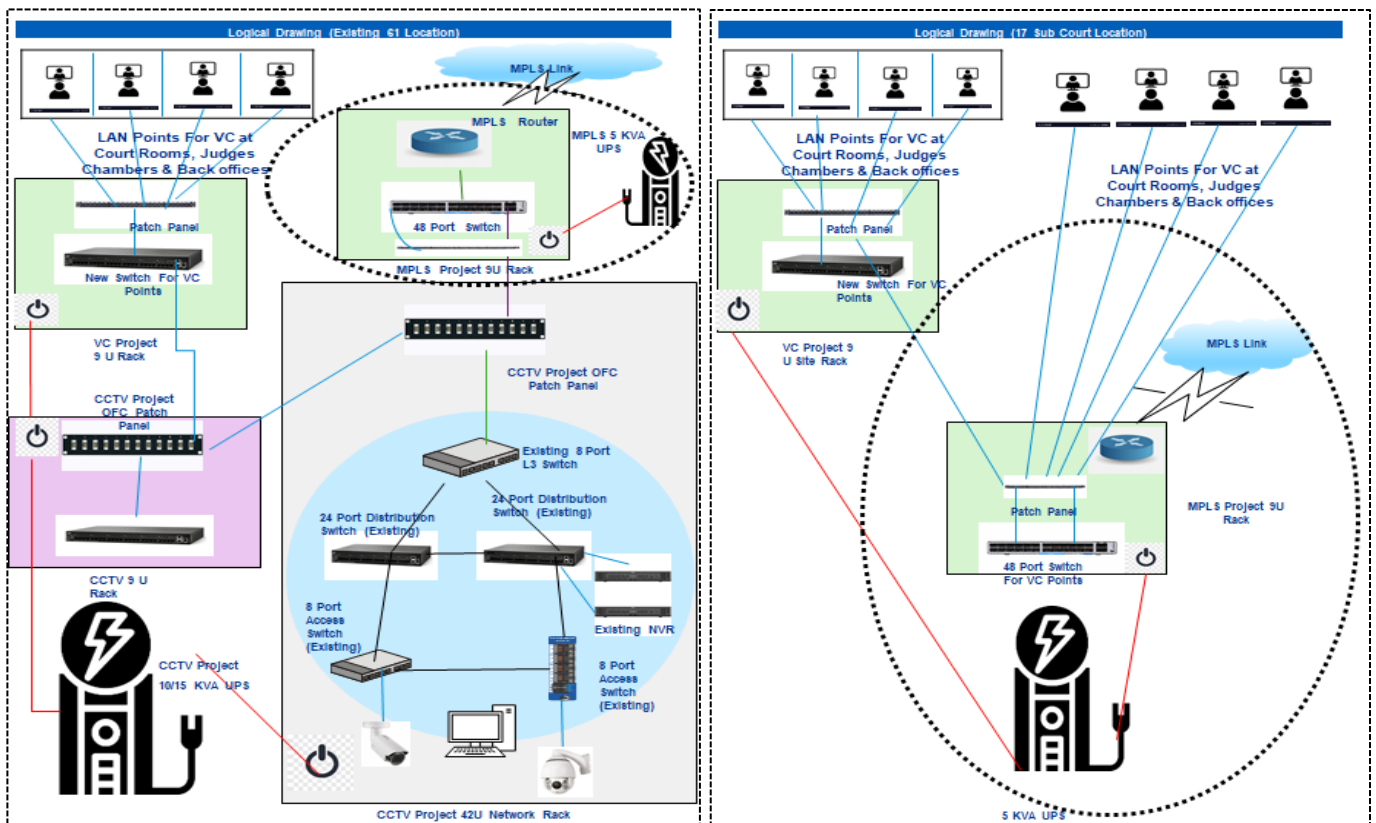 Logical Drawing (Existing 61 Location)
MPLS Link
LAN Points For VC at
Court Rooms, Judges
Chambers & Back offices
MPLS Router
MPLS 5 KVA
UPS
Patch Panel
48 Port Switch
New Switch For VC
Points
MPLS Project 9U Rack
VC Project
9 U Rack
CCTV Project OFC
Patch Panel
CCTV Project
OFC Patch
Panel
Existing 8 Port
L3 Switch
24 Port Distribution
Switch (Existing)
24 Port Distribution
Switch (Existing)
CCTV 9 U
Rack
8 Port
Access
Switch
(Existing)
Existing NVR
CCTV Project
10/15 KVA UPS
8 Port
Access
Switch
(Existing)
CCTV Project 42U Network Rack
Logical Drawing (17 Sub Court Location)
LAN Points For VC at
Court Rooms, Judges
Chambers & Back offices
LAN Points For VC at
Court Rooms, Judges
Chambers & Back offices
Patch Panel
New Switch For VC
Points
VC Project 9
U Site Rack
MPLS Link
Patch Panel
MPLS Project 9U
Rack
48 Port Switch
For VC Points
5 KVA UPS